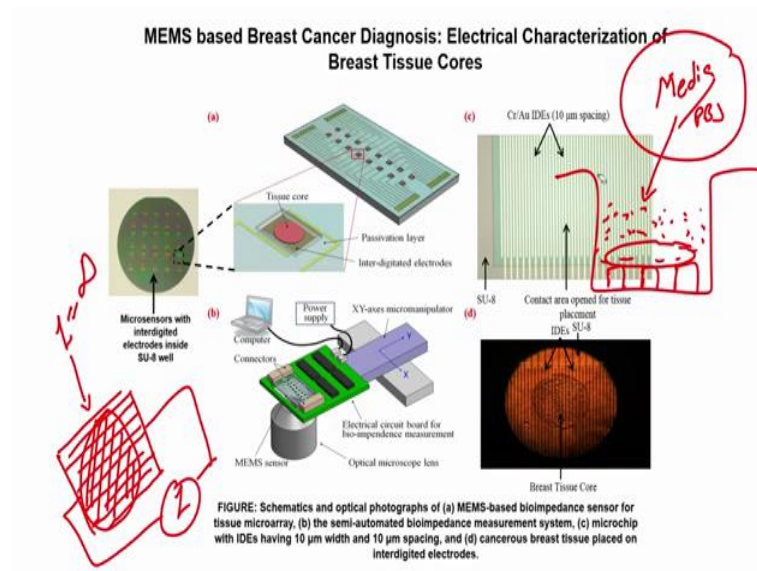 MEMS based Breast Cancer Diagnosis: Electrical Characterization of
Breast Tissue Cores
(a)
Tissue core
Passivation layer
Inter-digitated electrodes
Microsensors with
interdigited
electrodes inside
SU-8 well
(b)
Computer
Connectors
Power
supply
XY-axes micromanipulator
Y
X
Electrical circuit board for
bio-impendence measurement
MEMS sensor
Optical microscope lens
(c)
Cr/Au IDEs (10 μm spacing)
SU-8
Contact area opened for tissue
placement
(d)
IDEs
SU-8
Breast Tissue Core
Media
PBS
FIGURE: Schematics and optical photographs of (a) MEMS-based bioimpedance sensor for
tissue microarray, (b) the semi-automated bioimpedance measurement system, (c) microchip
with IDEs having 10 μm width and 10 μm spacing, and (d) cancerous breast tissue placed on
interdigited electrodes.